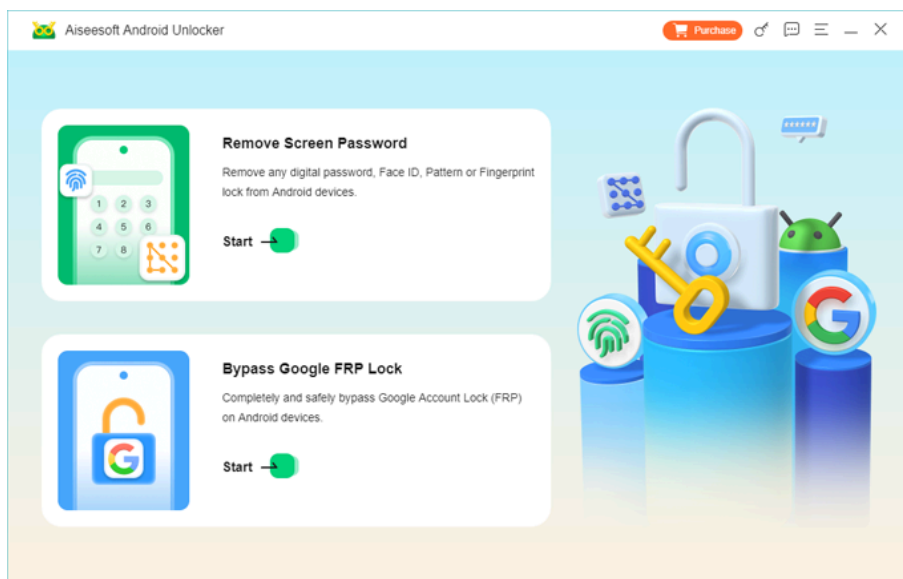 Aiseesoft Android Unlocker
Purchase
Remove Screen Password
Remove any digital password, Face ID, Pattern or Fingerprint
lock from Android devices.
Start
1 2 3
4 5 6
7 8
Bypass Google FRP Lock
Completely and safely bypass Google Account Lock (FRP)
on Android devices.
Start
G
******
G